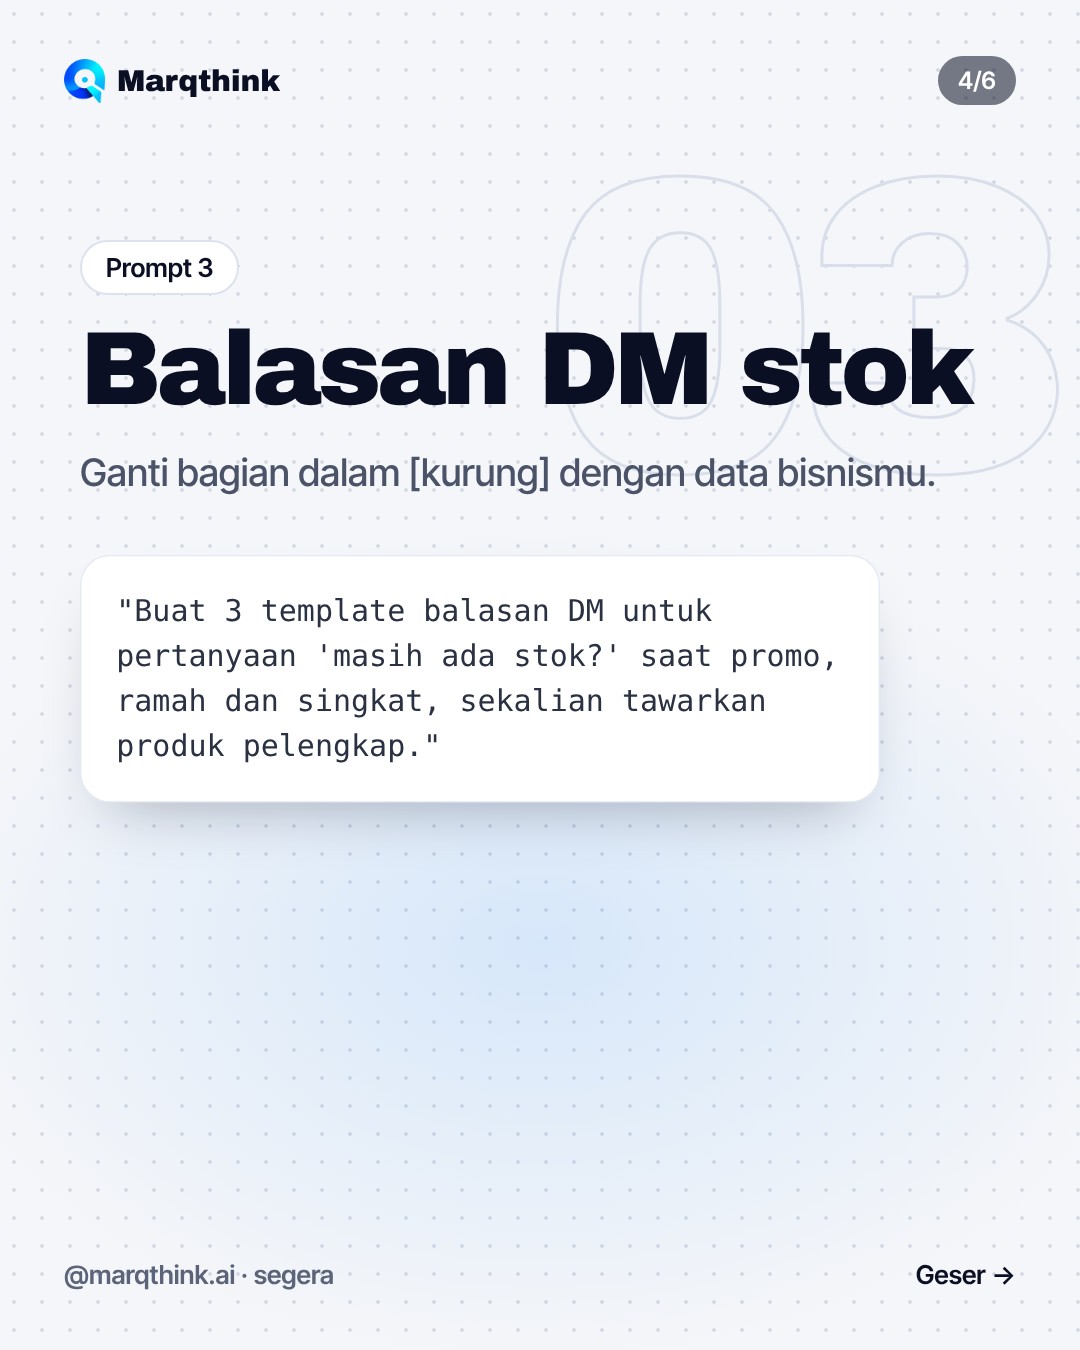 Marqthink
4/6
03
Prompt 3
Balasan DM stok
Ganti bagian dalam [kurung] dengan data bisnismu.
"Buat 3 template balasan DM untuk
pertanyaan 'masih ada stok?' saat promo,
ramah dan singkat, sekalian tawarkan
produk pelengkap."
@marqthink.ai · segera
Geser →